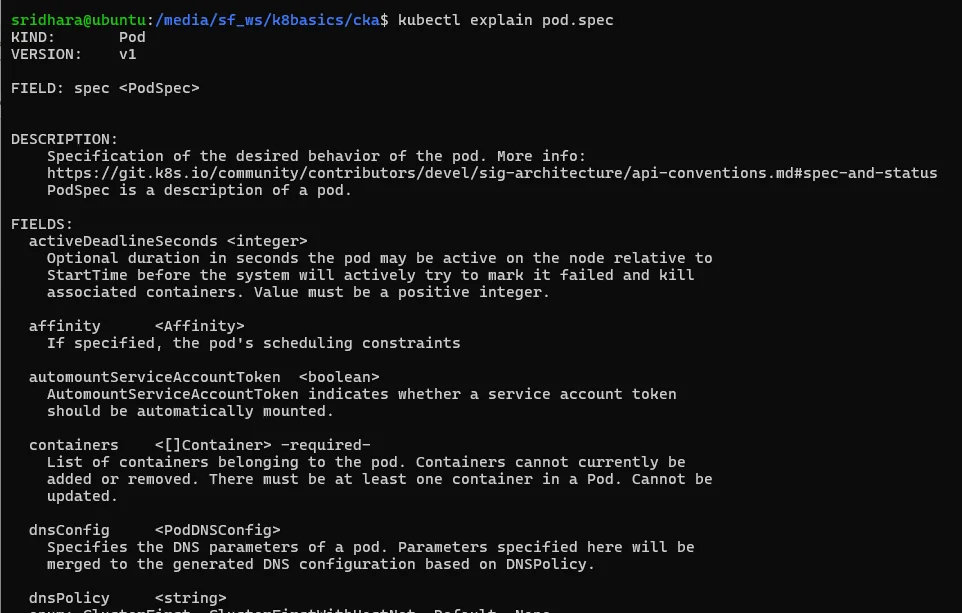 sridhara@ubuntu:/media/sf_ws/k8basics/cka$ kubectl explain pod.spec
KIND:       Pod
VERSION:    v1
FIELD: spec <PodSpec>
DESCRIPTION:
Specification of the desired behavior of the pod. More info:
https://git.k8s.io/community/contributors/devel/sig-architecture/api-conventions.md#spec-and-status
PodSpec is a description of a pod.
FIELDS:
activeDeadlineSeconds <integer>
Optional duration in seconds the pod may be active on the node relative to
StartTime before the system will actively try to mark it failed and kill
associated containers. Value must be a positive integer.
affinity      <Affinity>
If specified, the pod's scheduling constraints
automountServiceAccountToken  <boolean>
AutomountServiceAccountToken indicates whether a service account token
should be automatically mounted.
containers    <[]Container> -required-
List of containers belonging to the pod. Containers cannot currently be
added or removed. There must be at least one container in a Pod. Cannot be
updated.
dnsConfig     <PodDNSConfig>
Specifies the DNS parameters of a pod. Parameters specified here will be
merged to the generated DNS configuration based on DNSPolicy.
dnsPolicy     <string>